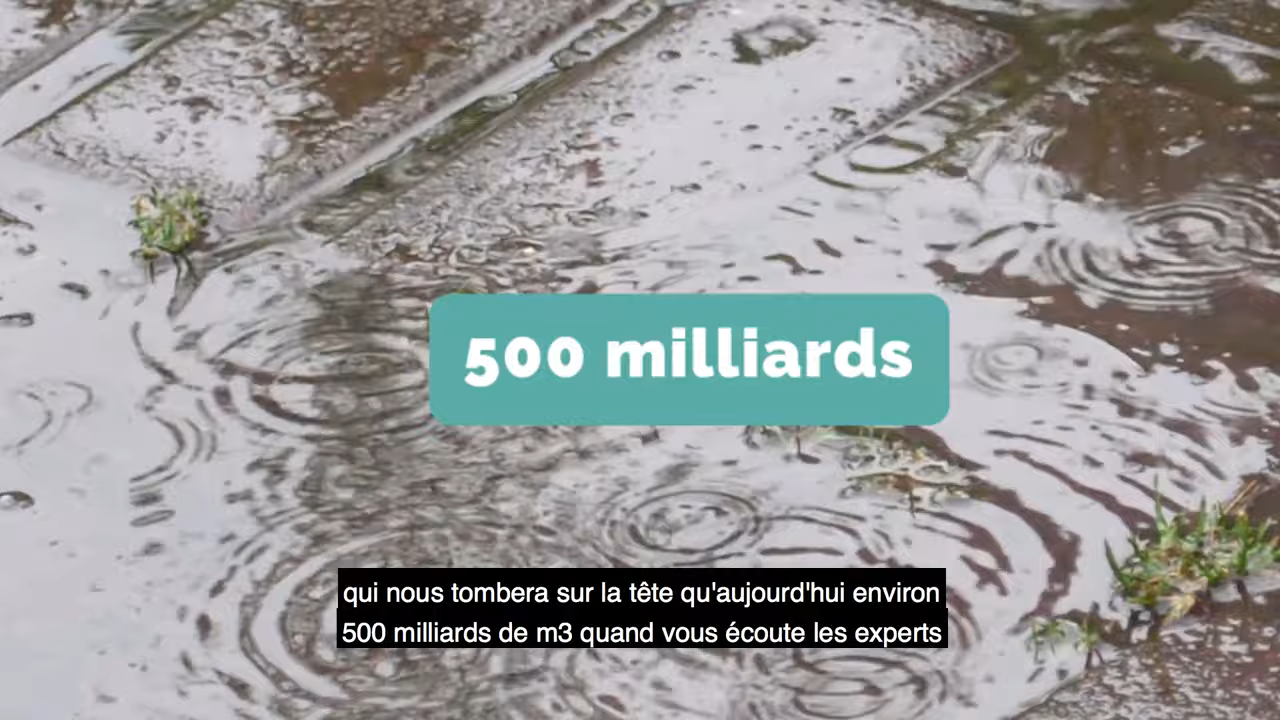 500 milliards
qui nous tombera sur la tête qu'aujourd'hui environ
500 milliards de m3 quand vous écoute les experts